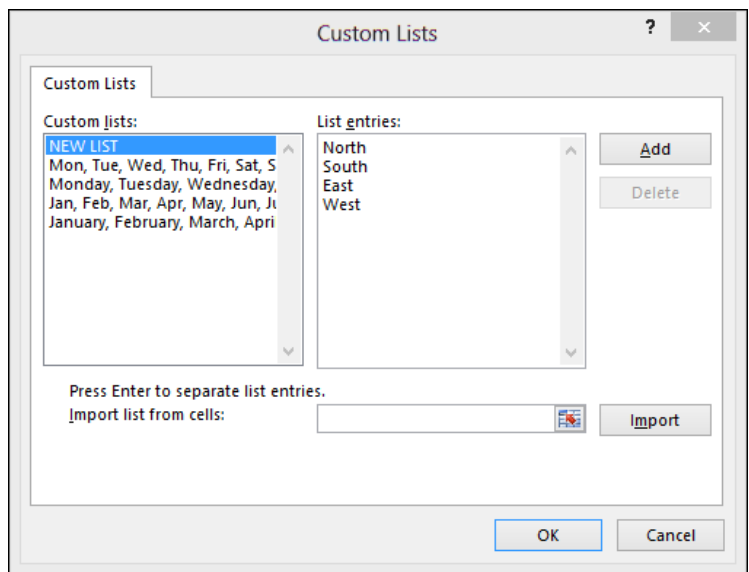 Custom Lists
?
Custom Lists
Custom lists:
NEW LIST
Mon, Tue, Wed, Thu, Fri, Sat, S
Monday, Tuesday, Wednesday,
Jan, Feb, Mar, Apr, May, Jun, Ju
January, February, March, Apri
List entries:
North
South
East
West
Add
Delete
Press Enter to separate list entries.
Import list from cells:
Import
OK
Cancel